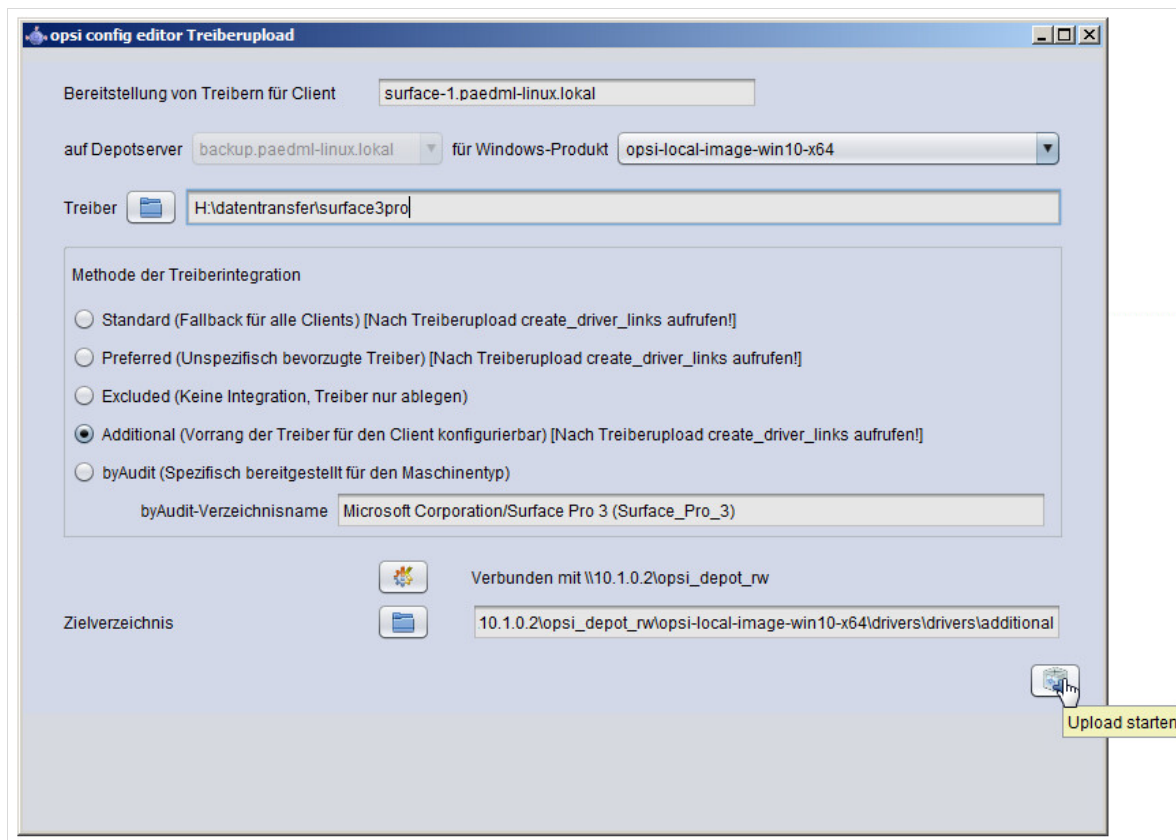 opsi config editor Treiberupload
Bereitstellung von Treibern für Client surface-1.paedml-linux.lokal
auf Depotserver backup.paedml-linux.lokal für Windows-Produkt opsi-local-image-win10-x64
Treiber H:\datentransfer\surface3pro
Methode der Treiberintegration
Standard (Fallback für alle Clients) [Nach Treiberupload create_driver_links aufrufen!]
Preferred (Unspezifisch bevorzugte Treiber) [Nach Treiberupload create_driver_links aufrufen!]
Excluded (Keine Integration, Treiber nur ablegen)
Additional (Vorrang der Treiber für den Client konfigurierbar) [Nach Treiberupload create_driver_links aufrufen!]
byAudit (Spezifisch bereitgestellt für den Maschinentyp)
byAudit-Verzeichnisname Microsoft Corporation/Surface Pro 3 (Surface_Pro_3)
Verbunden mit \\10.1.0.2\opsi_depot_rw
Zielverzeichnis 10.1.0.2\opsi_depot_rw\opsi-local-image-win10-x64\drivers\drivers\additional
Upload starten